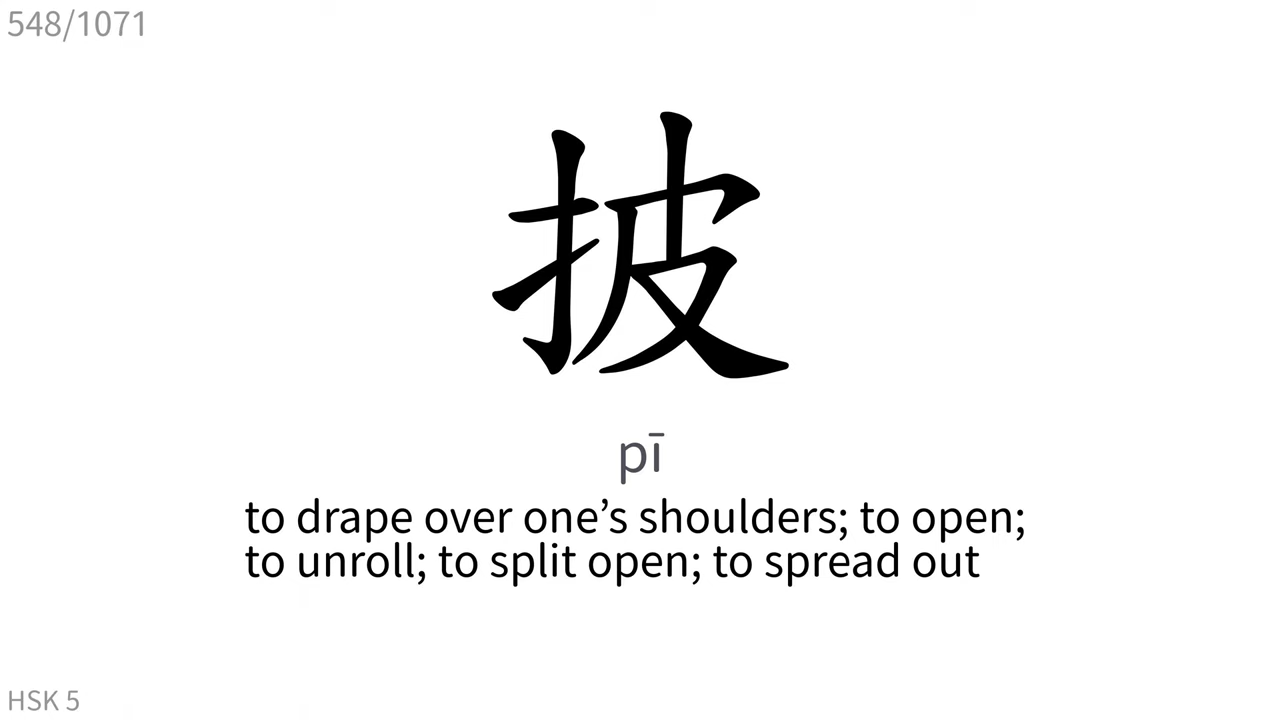 548/1071
披
pī
to drape over one’s shoulders; to open;
to unroll; to split open; to spread out
HSK 5